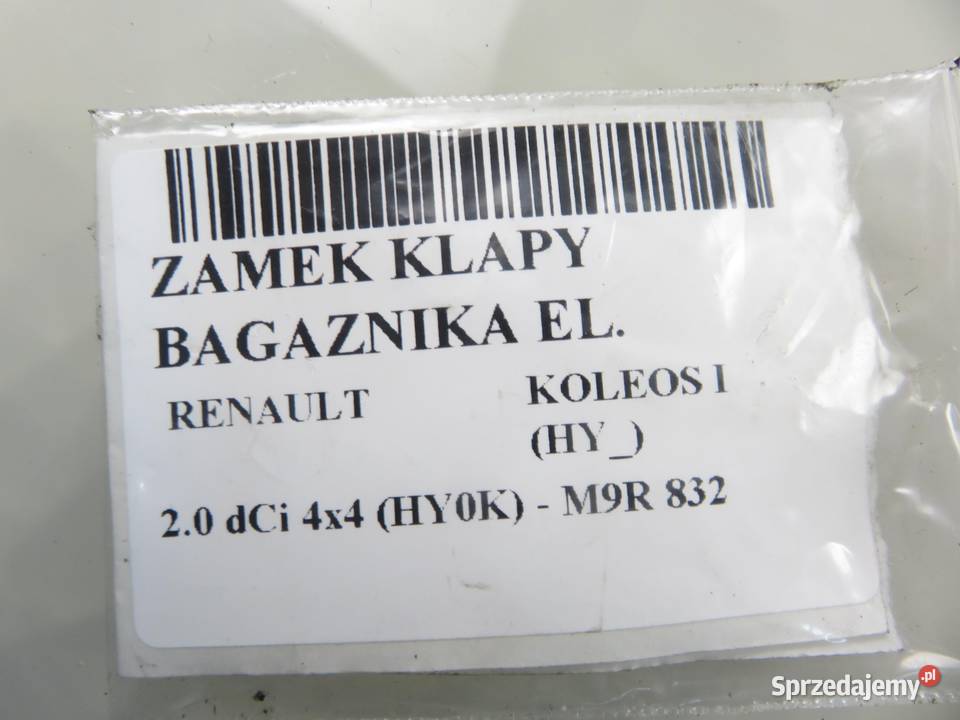 ZAMEK KLAPY
BAGAZNIKA EL.
RENAULT KOLEOS I
(HY_)
2.0 dCi 4x4 (HY0K) - M9R 832
Sprzedajemy.pl